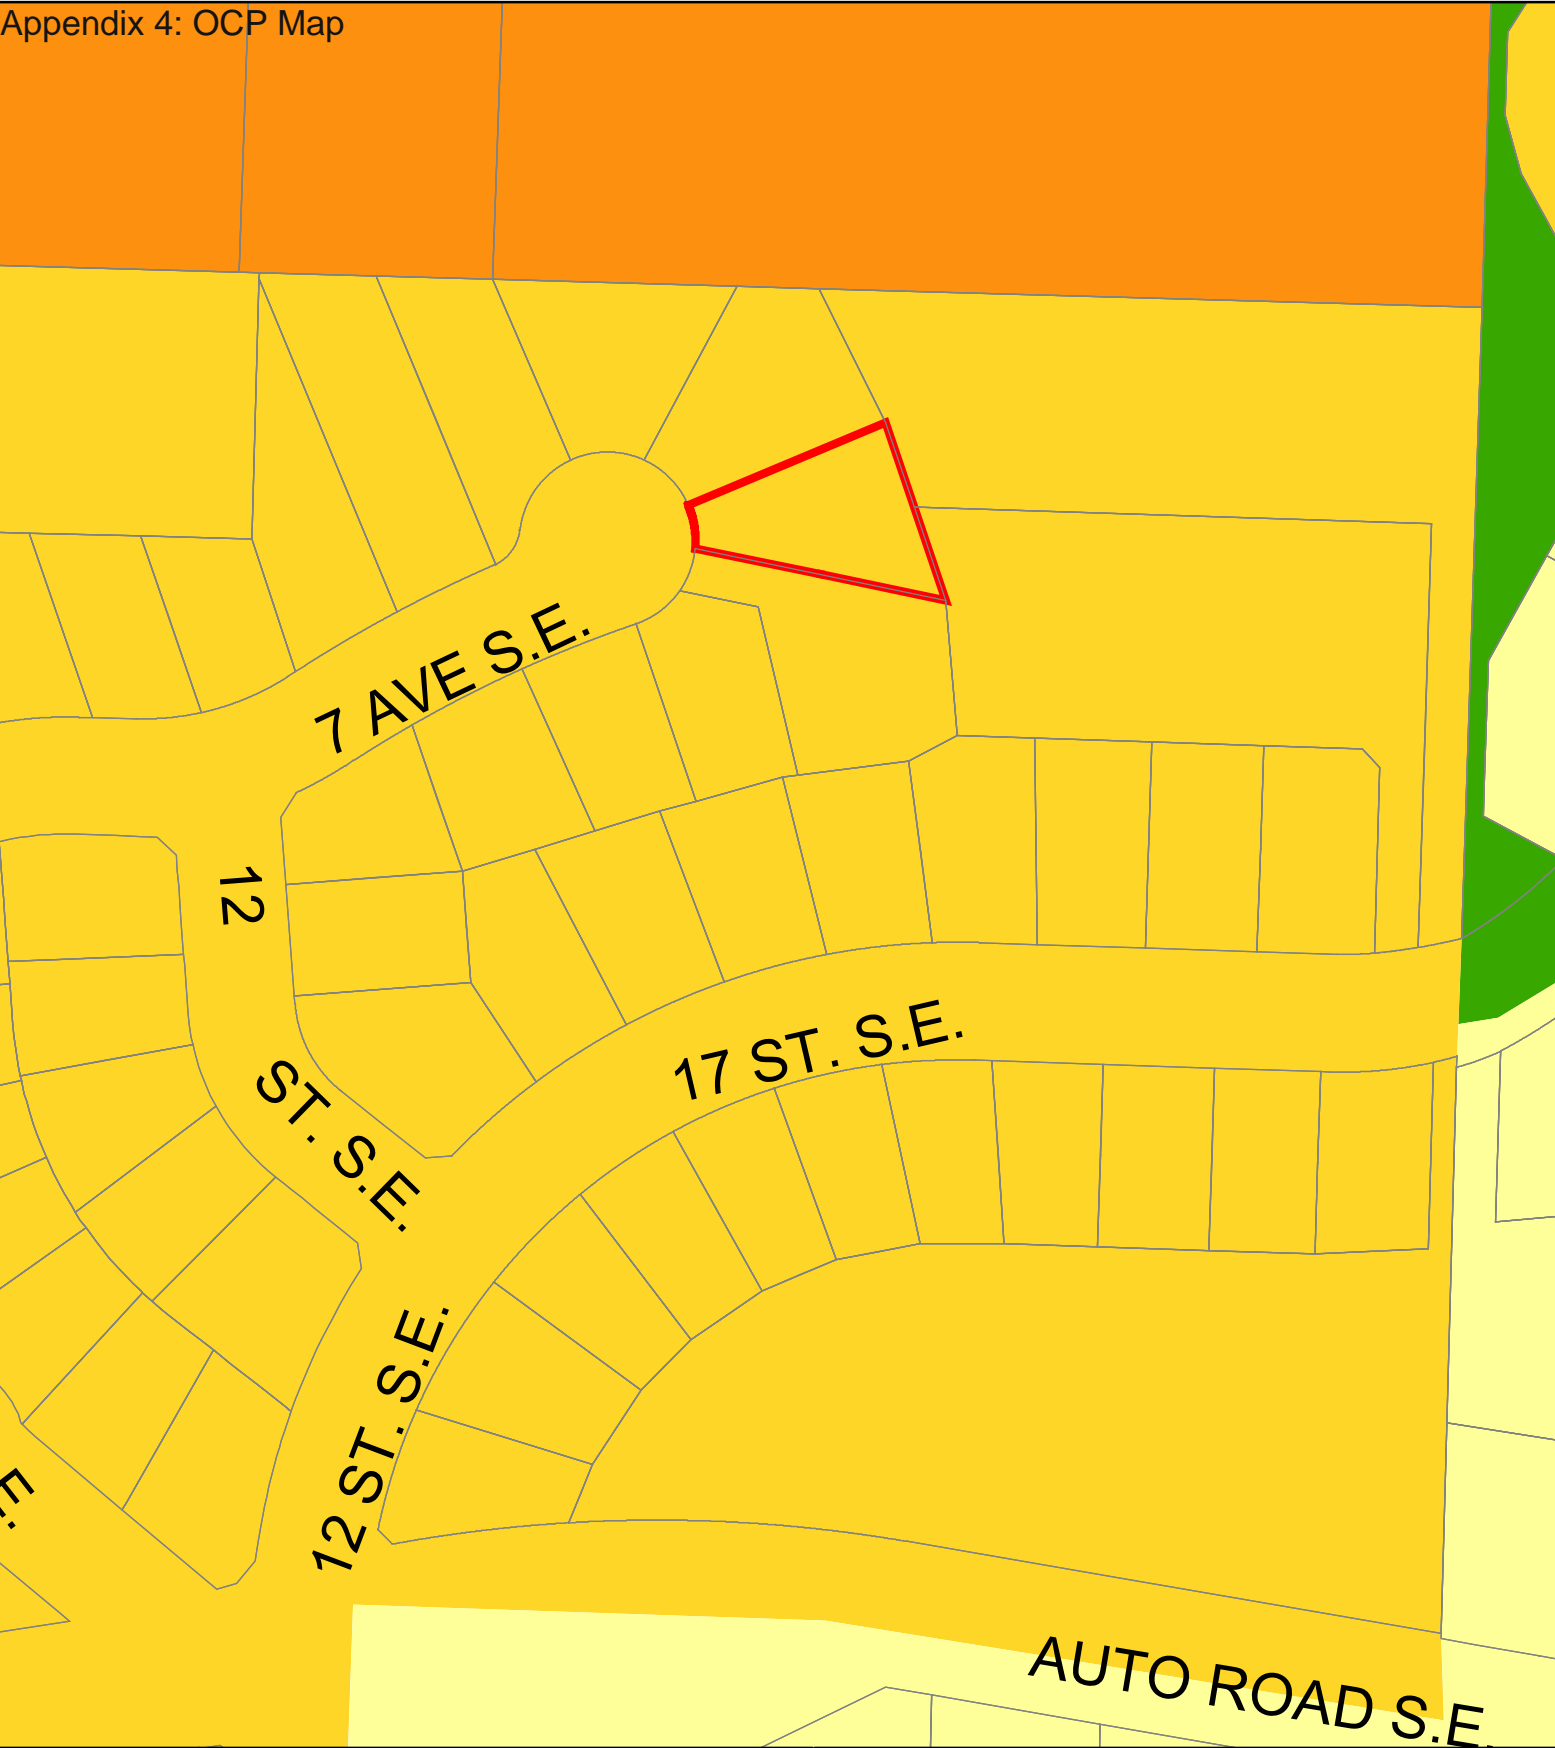 Appendix 4: OCP Map
7 AVE S.E.
12
ST. S.E.
17 ST. S.E.
12 ST. S.E.
E.
AUTO ROAD S.E.